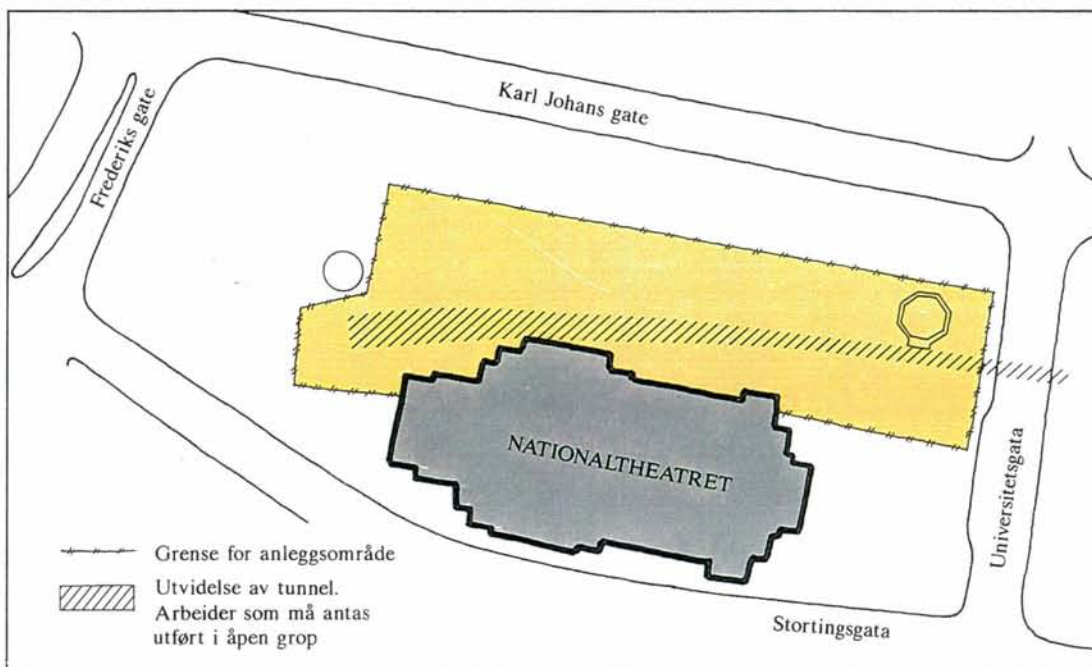 Karl Johans gate
Frederiks gate
NATIONALTHEATRET
Universitetsgata
Grense for anleggsområde
Utvidelse av tunnel.
Arbeider som må antas
utført i åpen grop
Stortingsgata